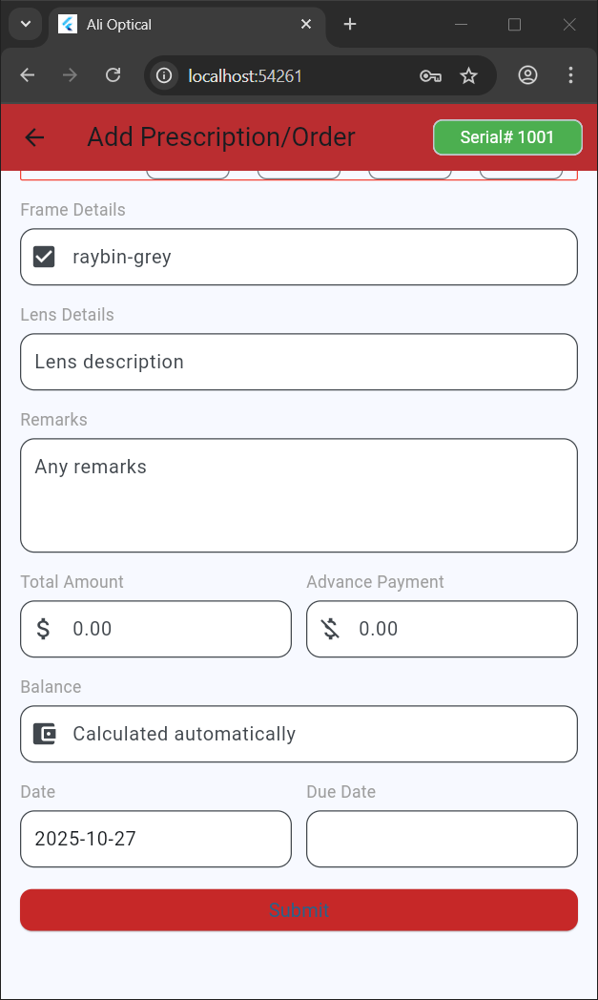 Ali Optical
localhost:54261
Add Prescription/Order
Serial# 1001
Frame Details
raybin-grey
Lens Details
Lens description
Remarks
Any remarks
Total Amount Advance Payment
0.00 0.00
Balance
Calculated automatically
Date Due Date
2025-10-27
Submit